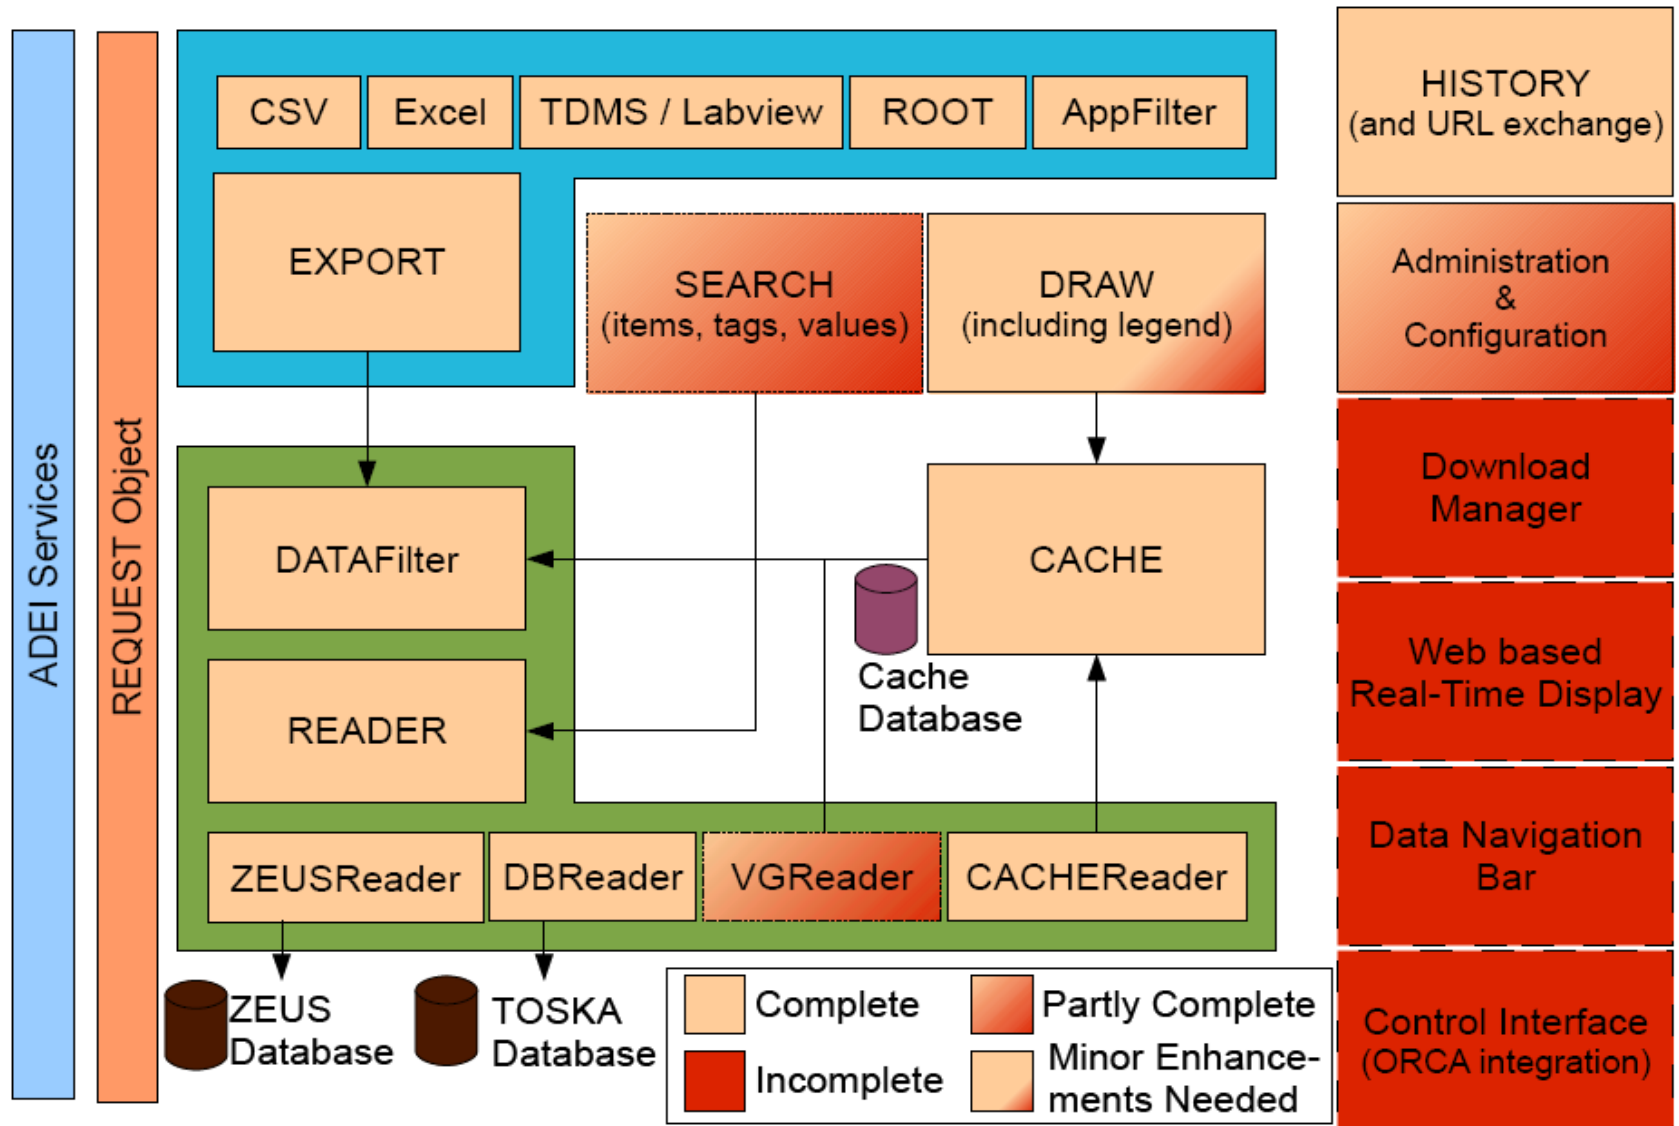 ADEI Services
REQUEST Object
CSV
Excel
TDMS / Labview
ROOT
AppFilter
EXPORT
SEARCH
(items, tags, values)
DRAW
(including legend)
DATAFilter
CACHE
READER
Cache
Database
ZEUSReader
DBReader
VGReader
CACHEReader
ZEUS
Database
TOSKA
Database
Complete
Partly Complete
Incomplete
Minor Enhance-
ments Needed
HISTORY
(and URL exchange)
Administration
&
Configuration
Download
Manager
Web based
Real-Time Display
Data Navigation
Bar
Control Interface
(ORCA integration)